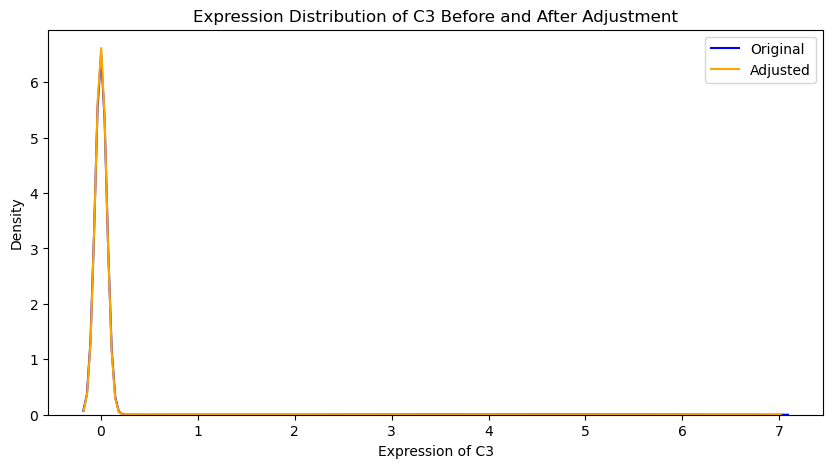 Expression Distribution of C3 Before and After Adjustment
Original
Adjusted
Density
6
5
4
3
2
1
0
0 1 2 3 4 5 6 7
Expression of C3